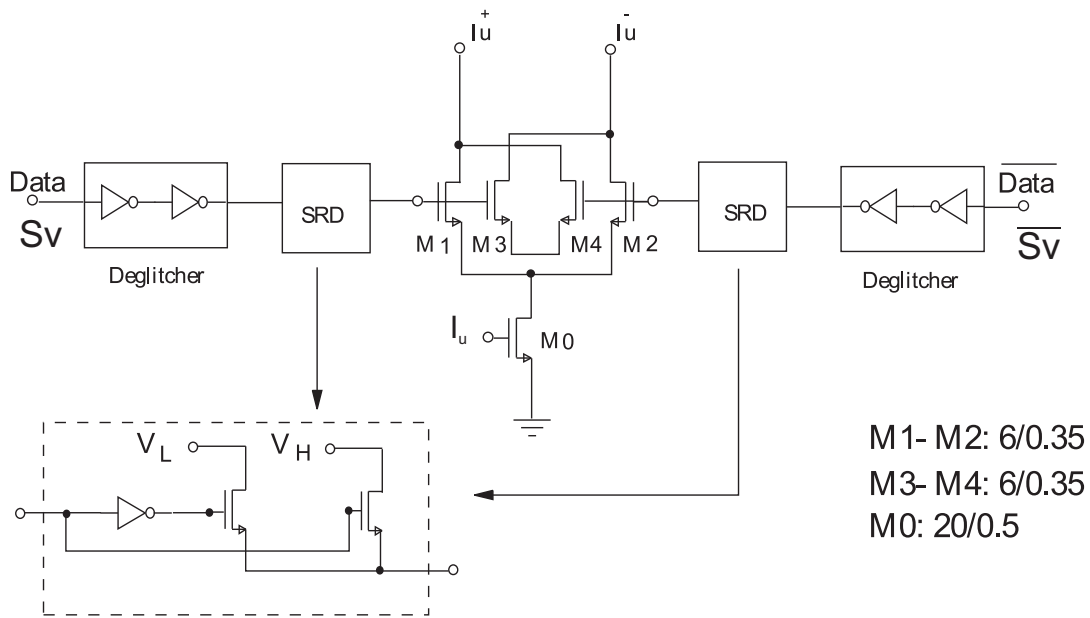 Iu+
Iu-
Data
Sv
SRD
M1
M3
M4
M2
SRD
Data
Sv
Deglitcher
Deglitcher
Iu
M0
VL
VH
M1- M2: 6/0.35
M3- M4: 6/0.35
M0: 20/0.5